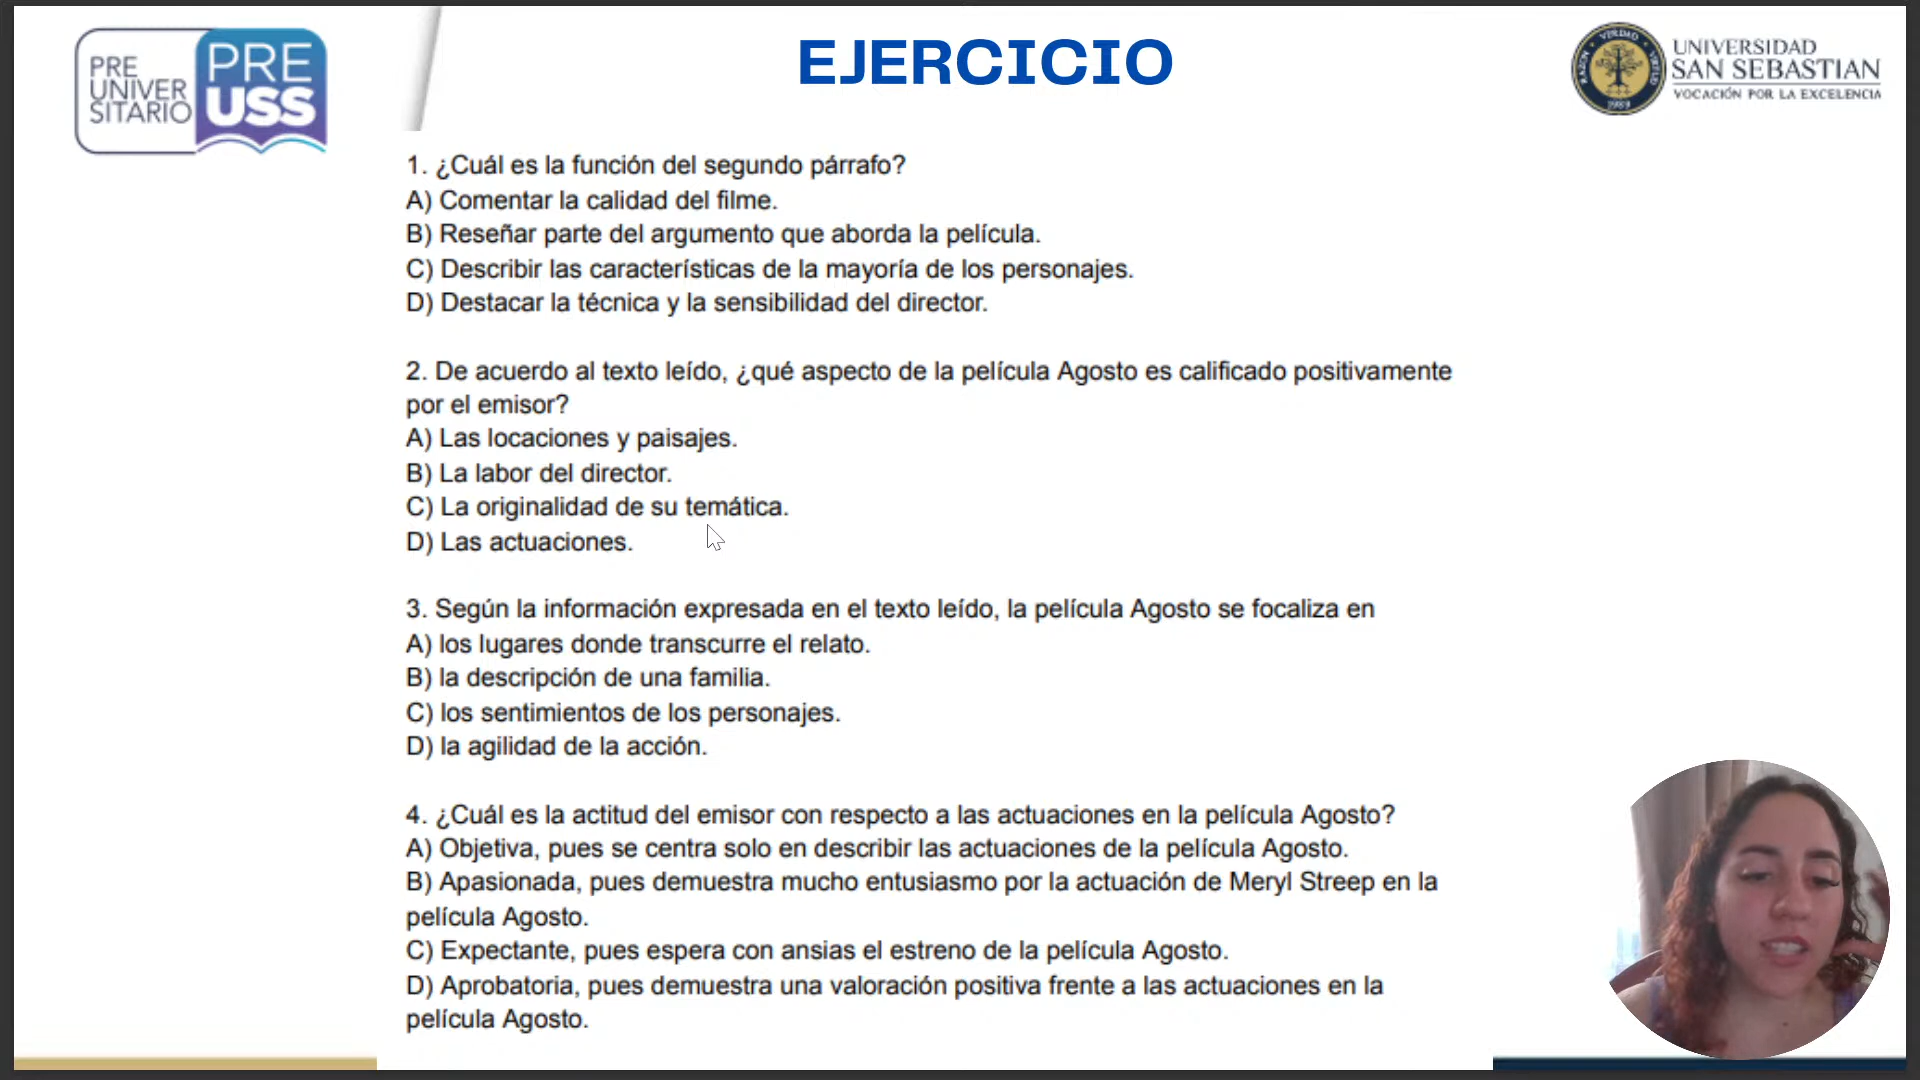 PRE
UNIVER
SITARIO
PRE
USS
EJERCICIO
VERDAD
RAZÓN
VIRTUD
1989
UNIVERSIDAD
SAN SEBASTIAN
VOCACIÓN POR LA EXCELENCIA
1. ¿Cuál es la función del segundo párrafo?
A) Comentar la calidad del filme.
B) Reseñar parte del argumento que aborda la película.
C) Describir las características de la mayoría de los personajes.
D) Destacar la técnica y la sensibilidad del director.
2. De acuerdo al texto leído, ¿qué aspecto de la película Agosto es calificado positivamente
por el emisor?
A) Las locaciones y paisajes.
B) La labor del director.
C) La originalidad de su temática.
D) Las actuaciones.
3. Según la información expresada en el texto leído, la película Agosto se focaliza en
A) los lugares donde transcurre el relato.
B) la descripción de una familia.
C) los sentimientos de los personajes.
D) la agilidad de la acción.
4. ¿Cuál es la actitud del emisor con respecto a las actuaciones en la película Agosto?
A) Objetiva, pues se centra solo en describir las actuaciones de la película Agosto.
B) Apasionada, pues demuestra mucho entusiasmo por la actuación de Meryl Streep en la
película Agosto.
C) Expectante, pues espera con ansias el estreno de la película Agosto.
D) Aprobatoria, pues demuestra una valoración positiva frente a las actuaciones en la
película Agosto.